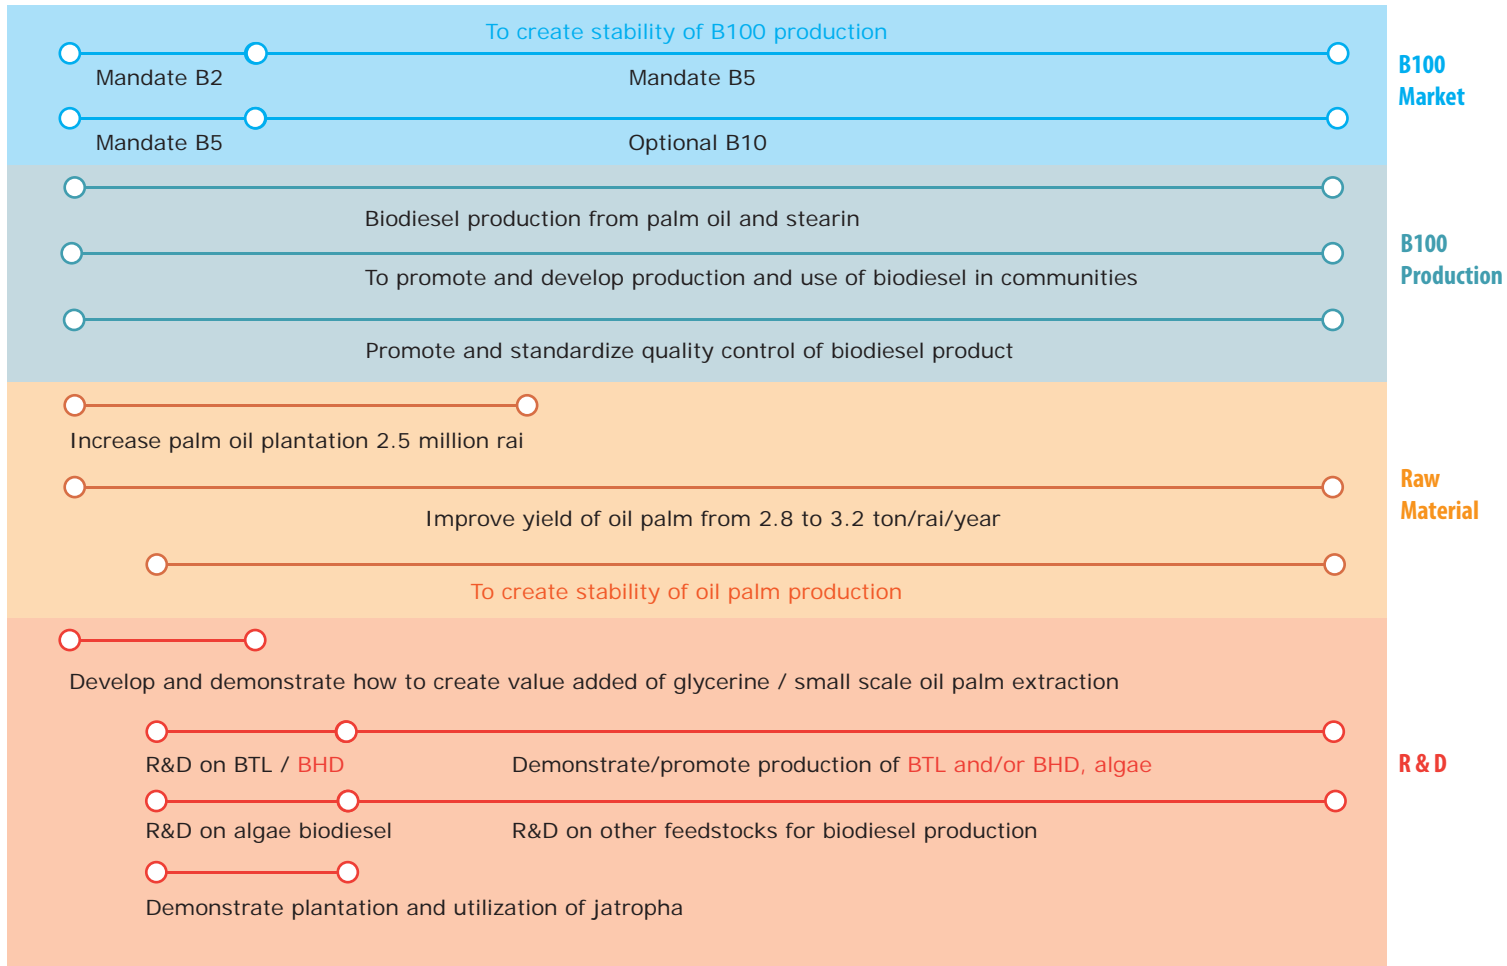 To create stability of B100 production
Mandate B2
Mandate B5
Mandate B5
Optional B10
B100
Market
Biodiesel production from palm oil and stearin
To promote and develop production and use of biodiesel in communities
Promote and standardize quality control of biodiesel product
B100
Production
Increase palm oil plantation 2.5 million rai
Improve yield of oil palm from 2.8 to 3.2 ton/rai/year
To create stability of oil palm production
Raw
Material
Develop and demonstrate how to create value added of glycerine / small scale oil palm extraction
R&D on BTL / BHD
Demonstrate/promote production of BTL and/or BHD, algae
R&D on algae biodiesel
R&D on other feedstocks for biodiesel production
Demonstrate plantation and utilization of jatropha
R & D